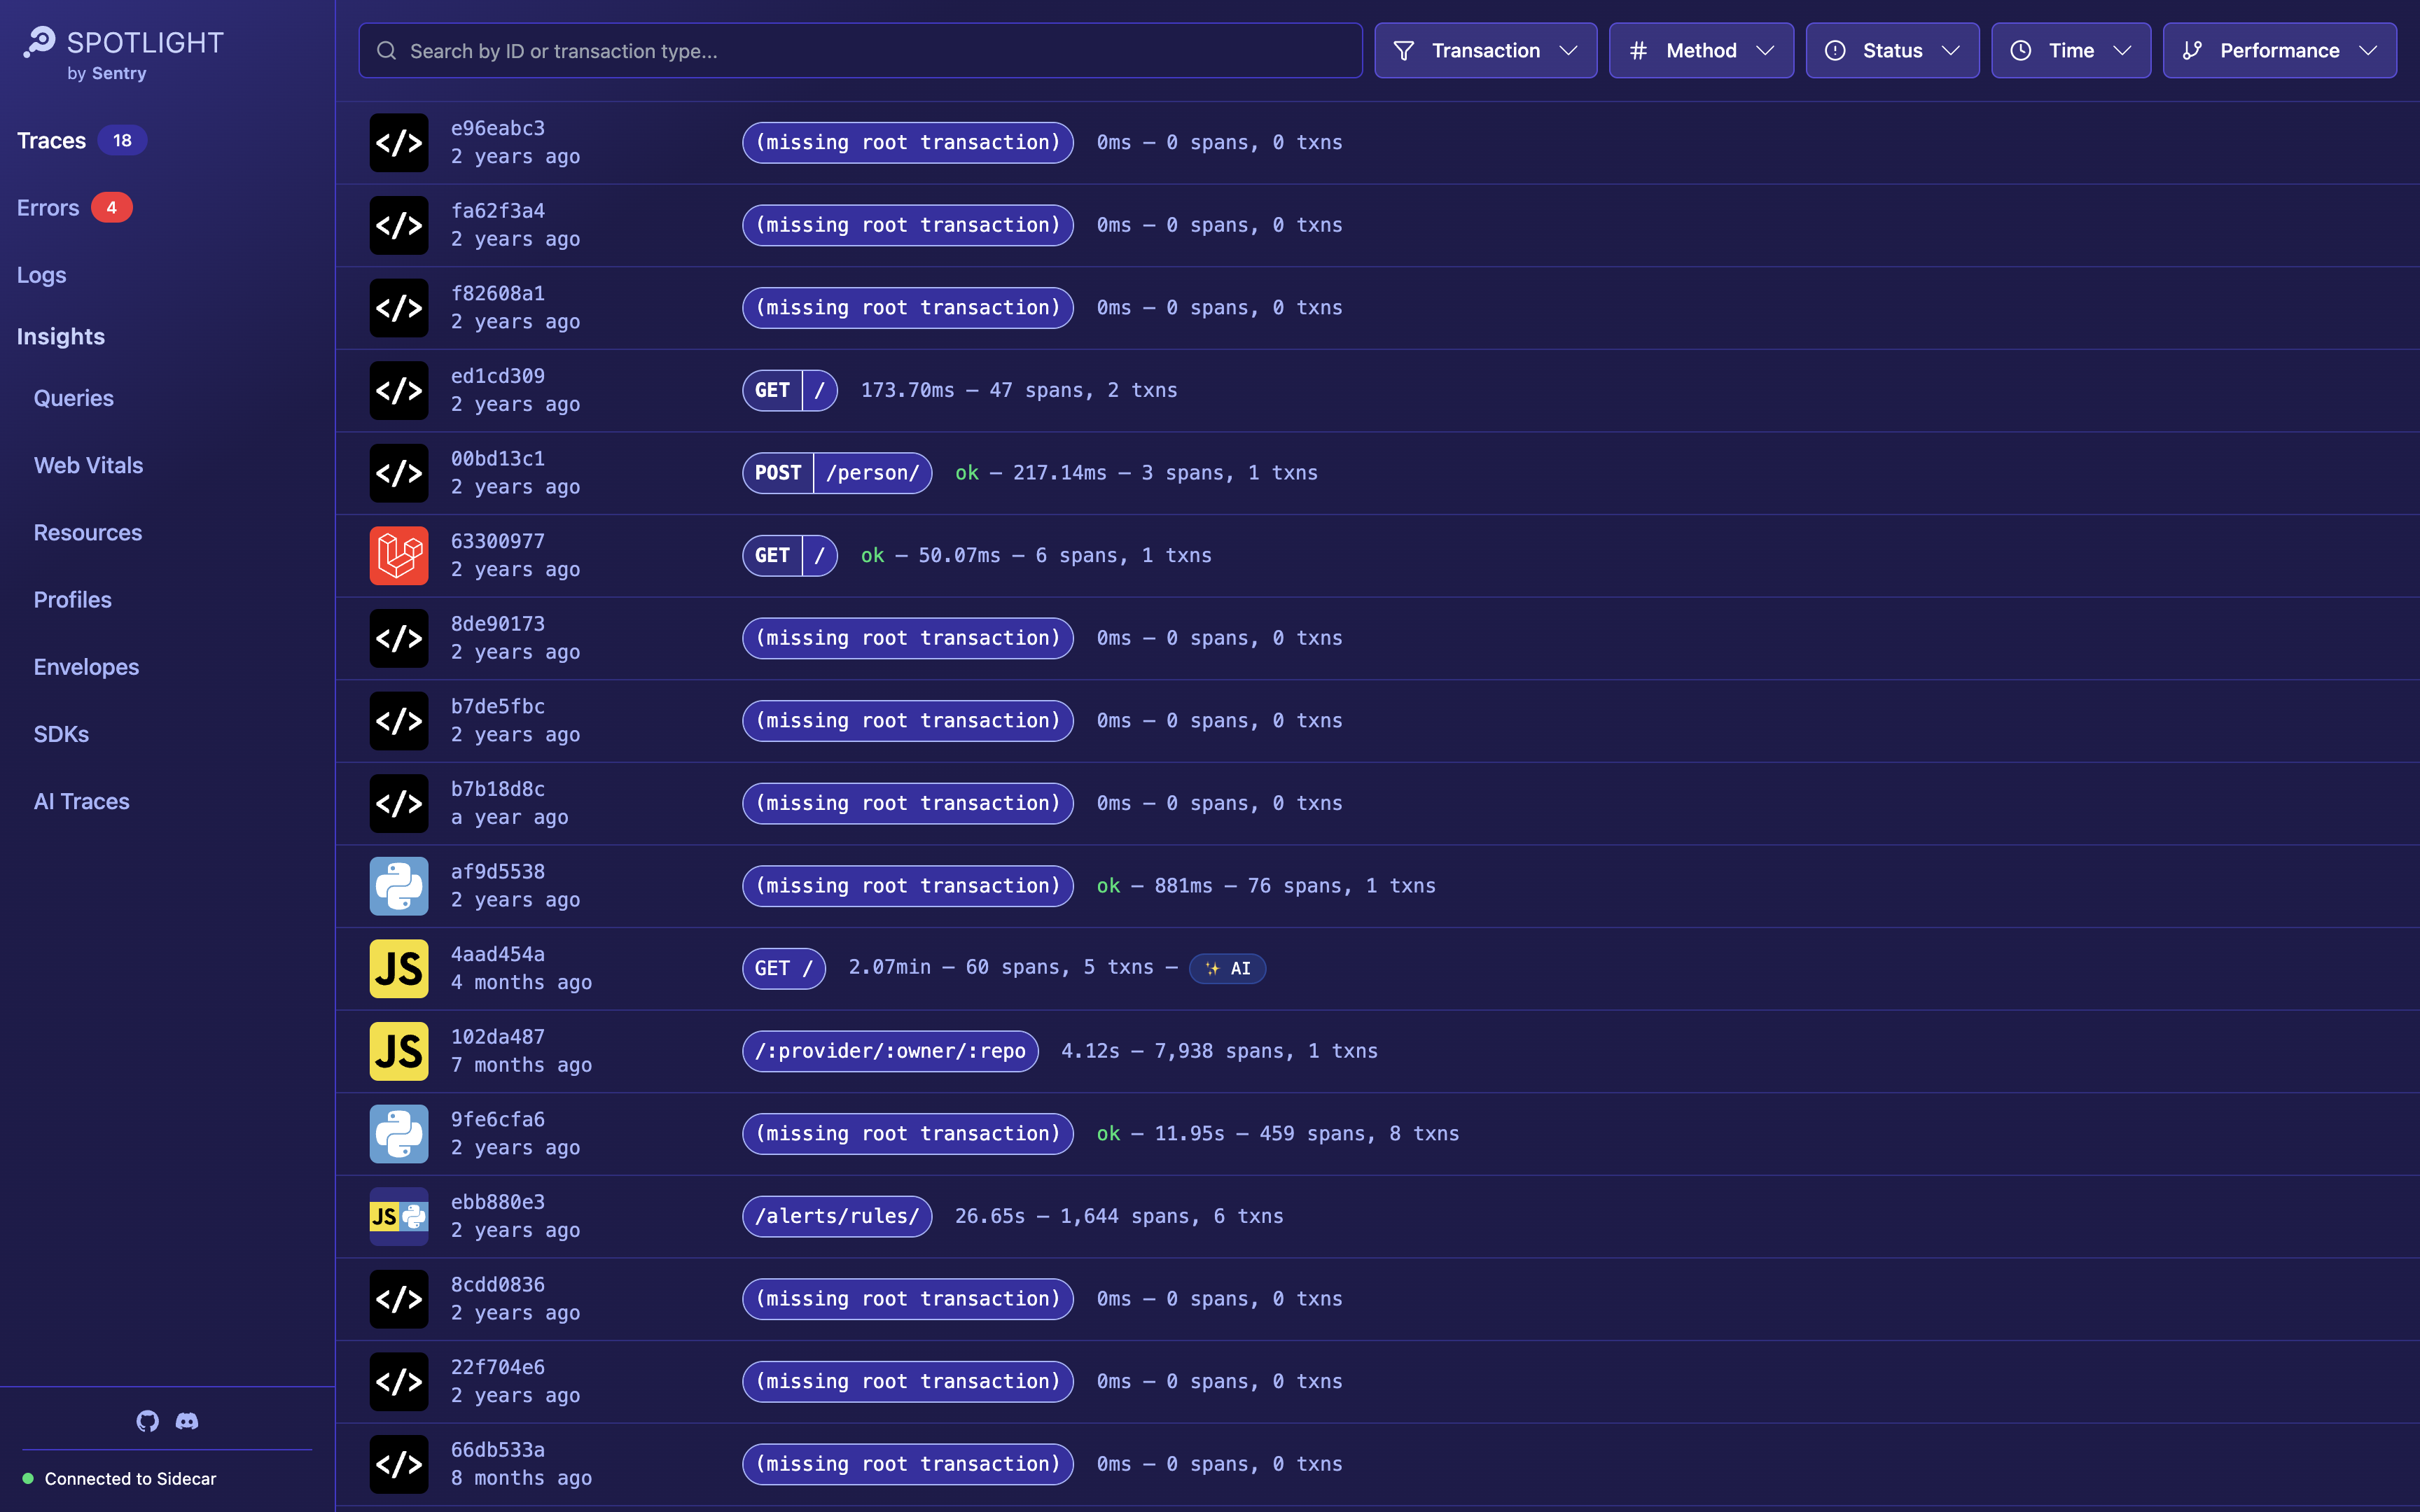 SPOTLIGHT
by Sentry
Traces 18
Errors 4
Logs
Insights
Queries
Web Vitals
Resources
Profiles
Envelopes
SDKs
AI Traces
Connected to Sidecar
Search by ID or transaction type...
Transaction
Method
Status
Time
Performance
</> e96eabc3
2 years ago
(missing root transaction) 0ms — 0 spans, 0 txns
</> fa62f3a4
2 years ago
(missing root transaction) 0ms — 0 spans, 0 txns
</> f82608a1
2 years ago
(missing root transaction) 0ms — 0 spans, 0 txns
</> ed1cd309
2 years ago
GET / 173.70ms — 47 spans, 2 txns
</> 00bd13c1
2 years ago
POST /person/ ok — 217.14ms — 3 spans, 1 txns
63300977
2 years ago
GET / ok — 50.07ms — 6 spans, 1 txns
</> 8de90173
2 years ago
(missing root transaction) 0ms — 0 spans, 0 txns
</> b7de5fbc
2 years ago
(missing root transaction) 0ms — 0 spans, 0 txns
</> b7b18d8c
a year ago
(missing root transaction) 0ms — 0 spans, 0 txns
af9d5538
2 years ago
(missing root transaction) ok — 881ms — 76 spans, 1 txns
JS 4aad454a
4 months ago
GET / 2.07min — 60 spans, 5 txns — ✨ AI
JS 102da487
7 months ago
/:provider/:owner/:repo 4.12s — 7,938 spans, 1 txns
9fe6cfa6
2 years ago
(missing root transaction) ok — 11.95s — 459 spans, 8 txns
JS ebb880e3
2 years ago
/alerts/rules/ 26.65s — 1,644 spans, 6 txns
</> 8cdd0836
2 years ago
(missing root transaction) 0ms — 0 spans, 0 txns
</> 22f704e6
2 years ago
(missing root transaction) 0ms — 0 spans, 0 txns
</> 66db533a
8 months ago
(missing root transaction) 0ms — 0 spans, 0 txns